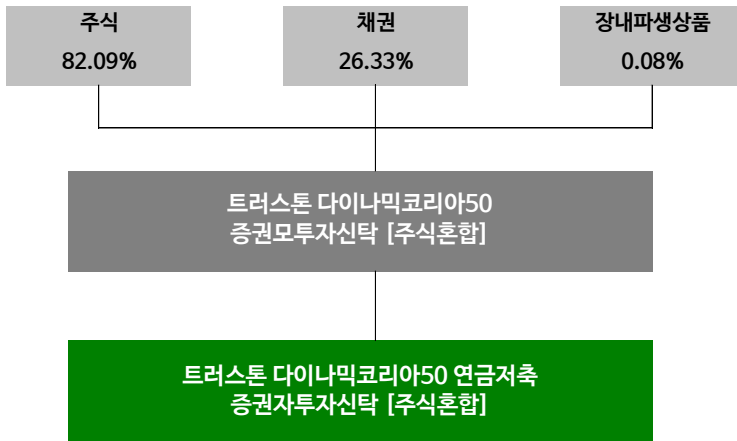 주식
82.09%
채권
26.33%
장내파생상품
0.08%
트러스톤 다이나믹코리아50
증권모투자신탁 [주식혼합]
트러스톤 다이나믹코리아50 연금저축
증권자투자신탁 [주식혼합]